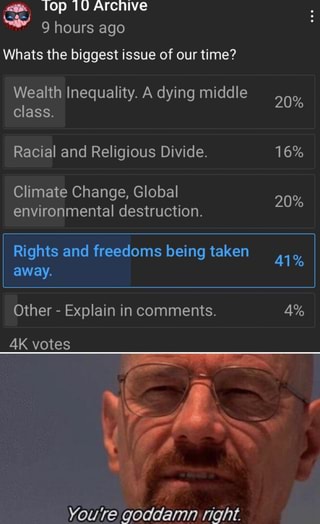 Top 10 Archive
9 hours ago
Whats the biggest issue of our time?
Wealth Inequality. A dying middle
class.
20%
Racial and Religious Divide.
16%
Climate Change, Global
environmental destruction.
20%
Rights and freedoms being taken
away.
41%
Other - Explain in comments.
4%
4K votes
You're goddamn right.